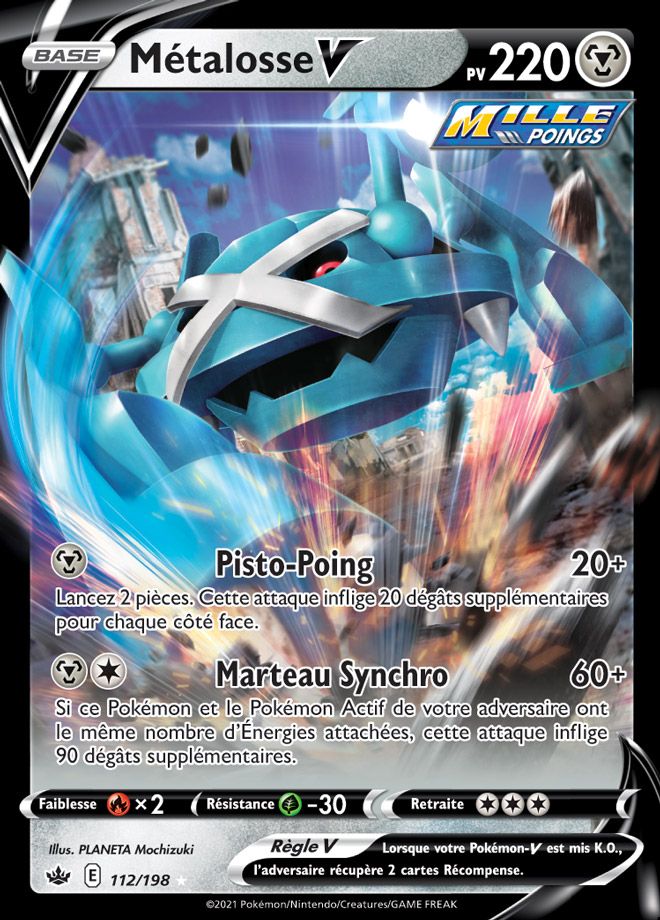 BASE
Métalosse V
PV 220
MILLE
POINGS
Pisto-Poing 20+
Lancez 2 pièces. Cette attaque inflige 20 dégâts supplémentaires
pour chaque côté face.
Marteau Synchro 60+
Si ce Pokémon et le Pokémon Actif de votre adversaire ont
le même nombre d’Énergies attachées, cette attaque inflige
90 dégâts supplémentaires.
Faiblesse ×2 Résistance -30 Retraite
Illus. PLANETA Mochizuki
Règle V Lorsque votre Pokémon-V est mis K.O.,
l’adversaire récupère 2 cartes Récompense.
E 112/198
©2021 Pokémon/Nintendo/Creatures/GAME FREAK